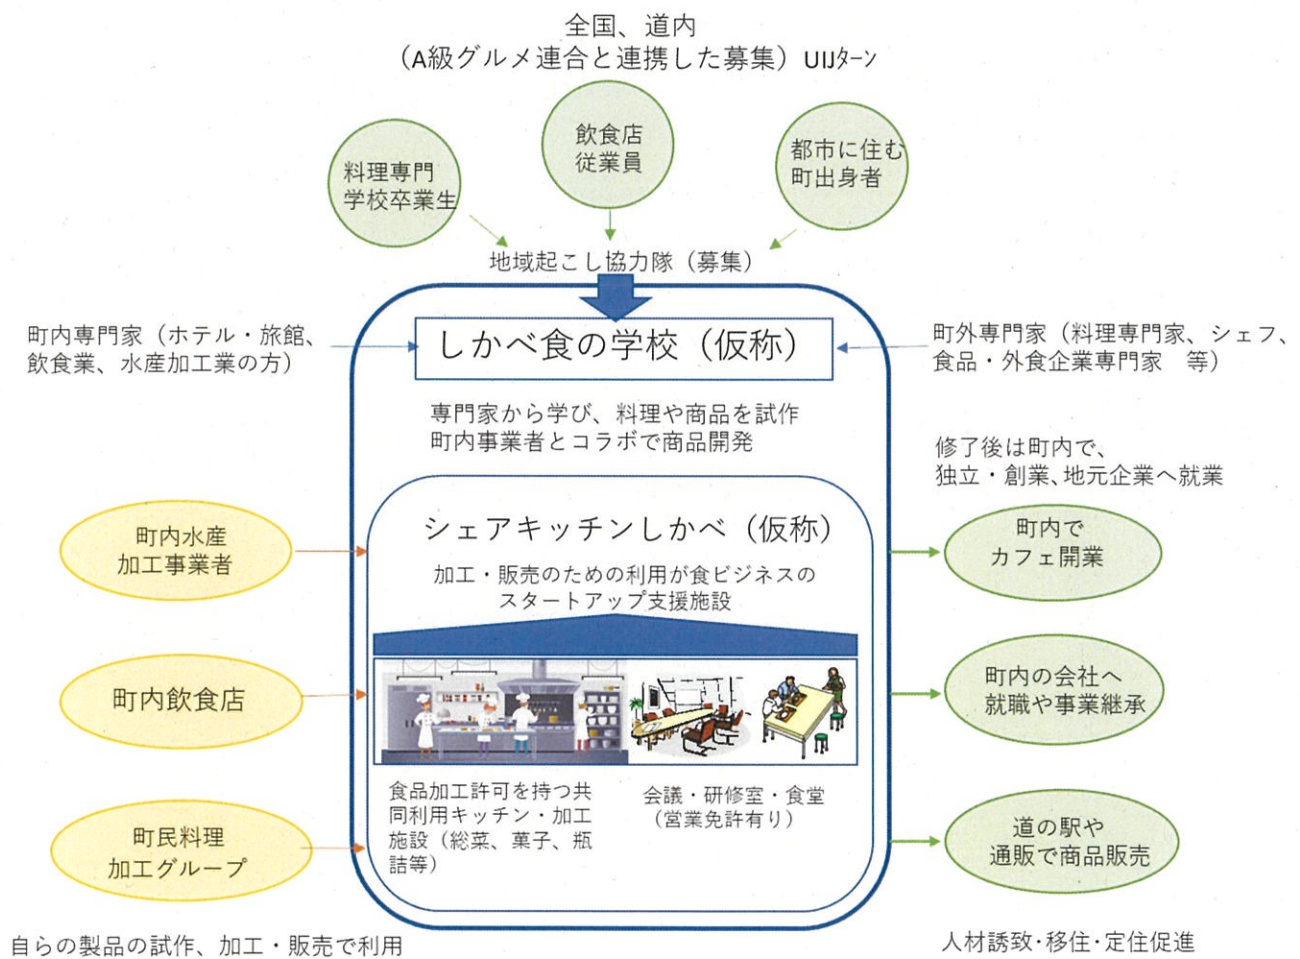 全国、道内
（A級グルメ連合と連携した募集）UIJﾀｰﾝ
料理専門
学校卒業生
飲食店
従業員
都市に住む
町出身者
地域起こし協力隊（募集）
町内専門家（ホテル・旅館、
飲食業、水産加工業の方）
しかべ食の学校（仮称）
町外専門家（料理専門家、シェフ、
食品・外食企業専門家　等）
専門家から学び、料理や商品を試作
町内事業者とコラボで商品開発
修了後は町内で、
独立・創業、地元企業へ就業
シェアキッチンしかべ（仮称）
加工・販売のための利用が食ビジネスの
スタートアップ支援施設
町内水産
加工事業者
町内飲食店
町民料理
加工グループ
食品加工許可を持つ共
同利用キッチン・加工
施設（総菜、菓子、瓶
詰等）
会議・研修室・食堂
（営業免許有り）
町内で
カフェ開業
町内の会社へ
就職や事業継承
道の駅や
通販で商品販売
自らの製品の試作、加工・販売で利用
人材誘致・移住・定住促進